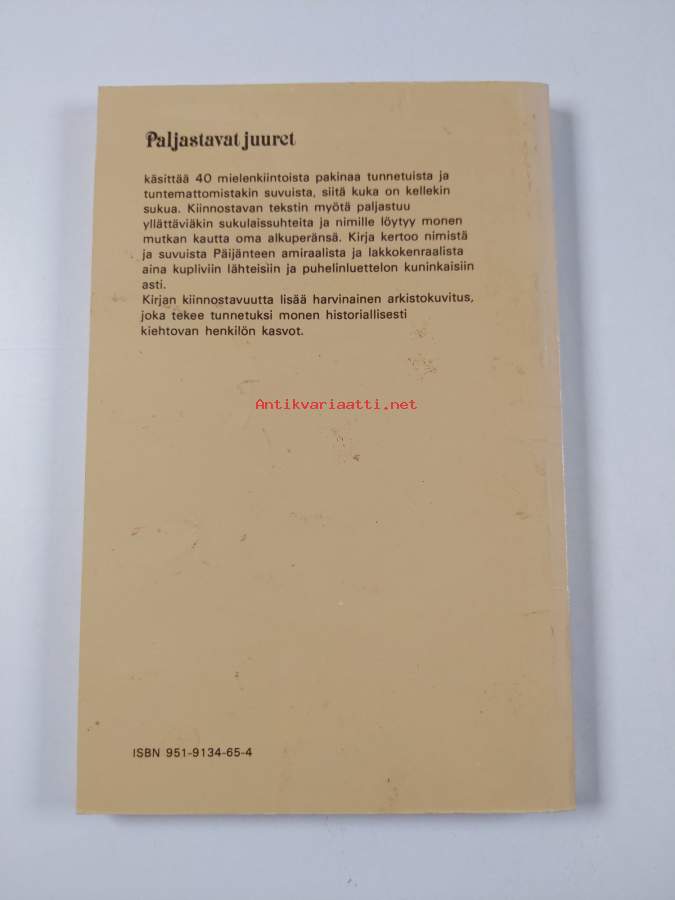 Paljastavat juuret
käsittää 40 mielenkiintoista pakinaa tunnetuista ja
tuntemattomistakin suvuista, siitä kuka on kellekin
sukua. Kiinnostavan tekstin myötä paljastuu
yllättäviäkin sukulaissuhteita ja nimille löytyy monen
mutkan kautta oma alkuperänsä. Kirja kertoo nimistä
ja suvuista Päijänteen amiraalista ja lakkokenraalista
aina kupliviin lähteisiin ja puhelinluettelon kuninkaisiin
asti.
Kirjan kiinnostavuutta lisää harvinainen arkistokuvitus,
joka tekee tunnetuksi monen historiallisesti
kiehtovan henkilön kasvot.
Antikvariaatti.net
ISBN 951-9134-65-4